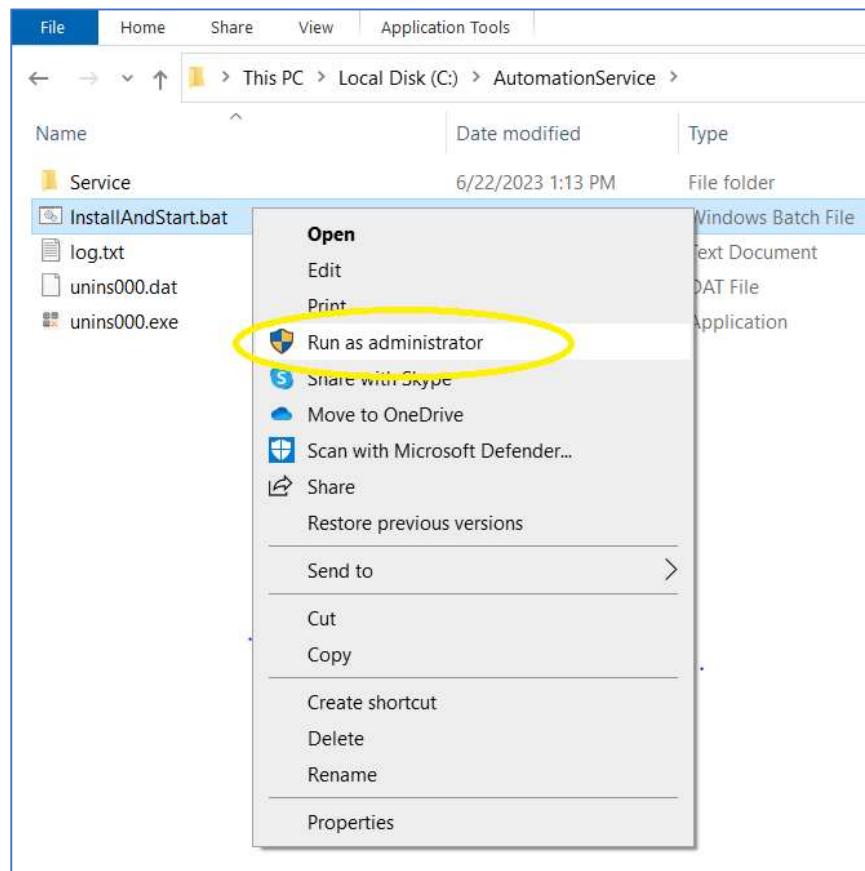 File Home Share View Application Tools
This PC > Local Disk (C:) > AutomationService >
Name Date modified Type
Service 6/22/2023 1:13 PM File folder
InstallAndStart.bat Windows Batch File
log.txt Text Document
unins000.dat DAT File
unins000.exe Application
Open
Edit
Print
Run as administrator
Share with Skype
Move to OneDrive
Scan with Microsoft Defender...
Share
Restore previous versions
Send to
Cut
Copy
Create shortcut
Delete
Rename
Properties